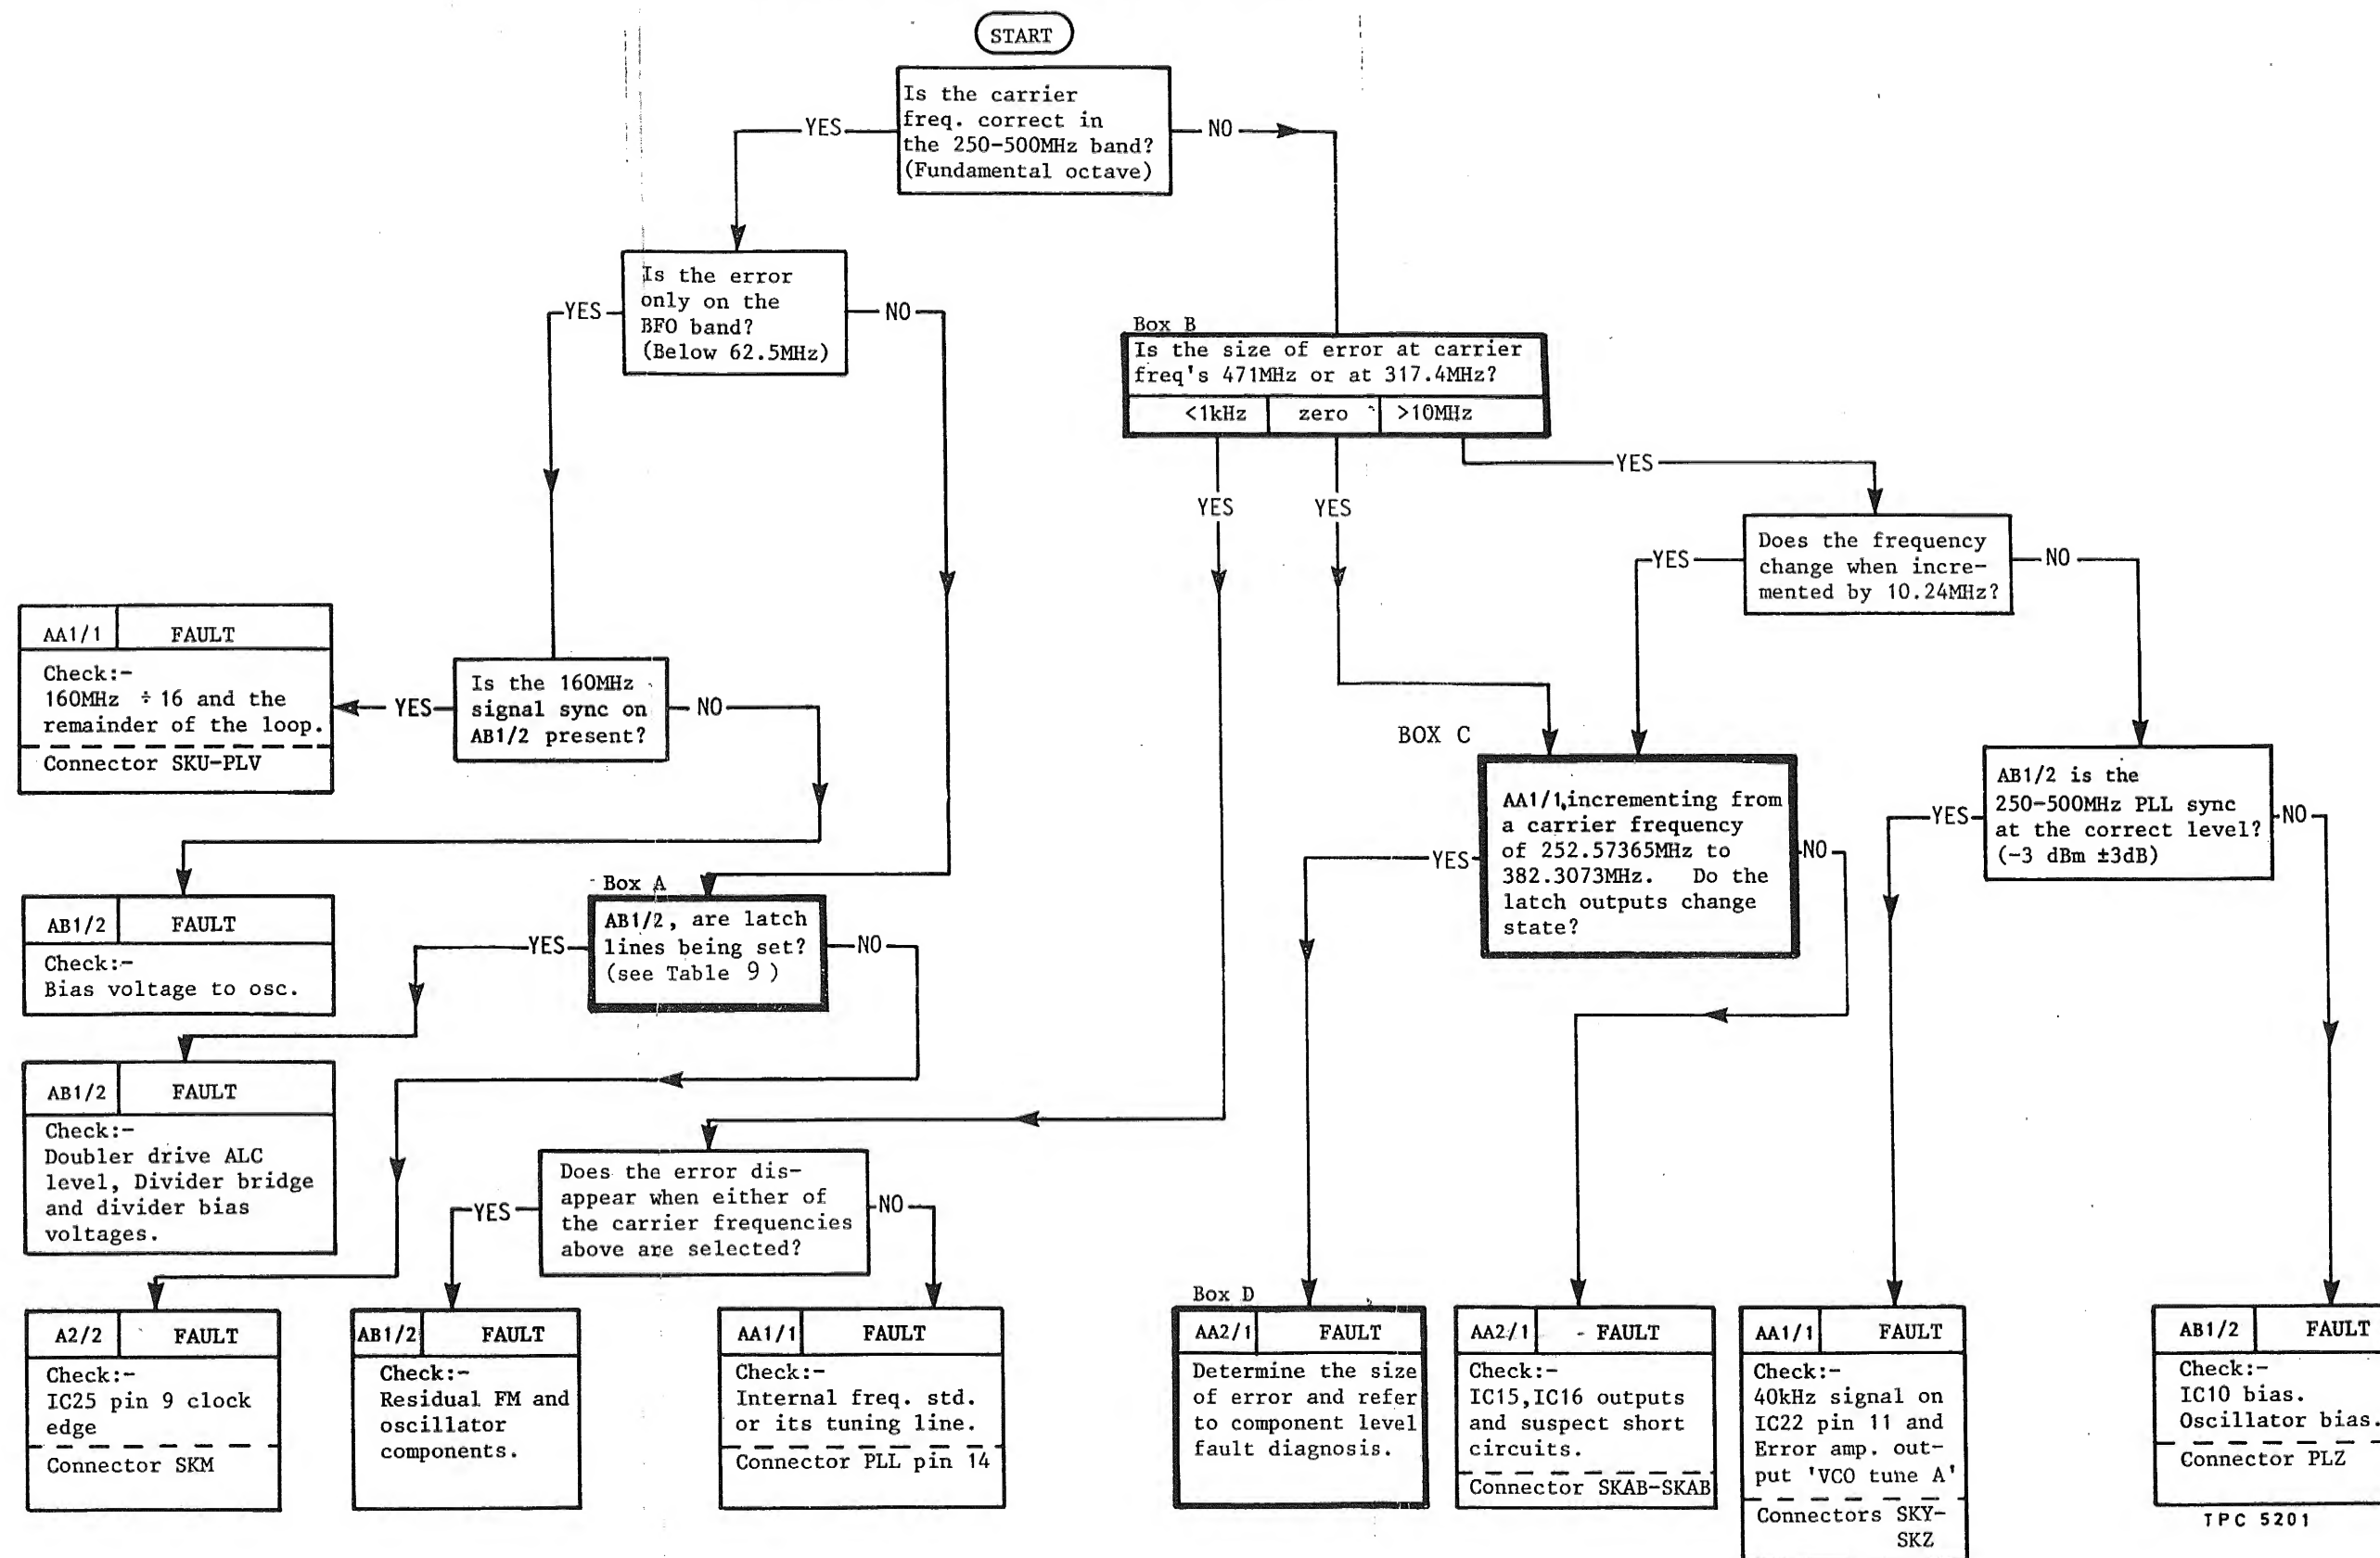 START
Is the carrier
freq. correct in
the 250-500MHz band?
(Fundamental octave)
YES
NO
Is the error
only on the
BFO band?
(Below 62.5MHz)
YES
NO
Box B
Is the size of error at carrier
freq's 471MHz or at 317.4MHz?
<1kHz
zero
>10MHz
YES
YES
YES
Does the frequency
change when incre-
mented by 10.24MHz?
YES
NO
AA1/1
FAULT
Check:-
160MHz ÷ 16 and the
remainder of the loop.
Connector SKU-PLV
Is the 160MHz
signal sync on
AB1/2 present?
YES
NO
BOX C
AA1/1, incrementing from
a carrier frequency
of 252.57365MHz to
382.3073MHz. Do the
latch outputs change
state?
YES
NO
AB1/2 is the
250-500MHz PLL sync
at the correct level?
(-3 dBm ±3dB)
YES
NO
AB1/2
FAULT
Check:-
Bias voltage to osc.
Box A
AB1/2, are latch
lines being set?
(see Table 9 )
YES
NO
AB1/2
FAULT
Check:-
Doubler drive ALC
level, Divider bridge
and divider bias
voltages.
Does the error dis-
appear when either of
the carrier frequencies
above are selected?
YES
NO
A2/2
FAULT
Check:-
IC25 pin 9 clock
edge
Connector SKM
AB1/2
FAULT
Check:-
Residual FM and
oscillator
components.
AA1/1
FAULT
Check:-
Internal freq. std.
or its tuning line.
Connector PLL pin 14
Box D
AA2/1
FAULT
Determine the size
of error and refer
to component level
fault diagnosis.
AA2/1
FAULT
Check:-
IC15,IC16 outputs
and suspect short
circuits.
Connector SKAB-SKAB
AA1/1
FAULT
Check:-
40kHz signal on
IC22 pin 11 and
Error amp. out-
put 'VCO tune A'
Connectors SKY-
SKZ
AB1/2
FAULT
Check:-
IC10 bias.
Oscillator bias.
Connector PLZ
TPC 5201